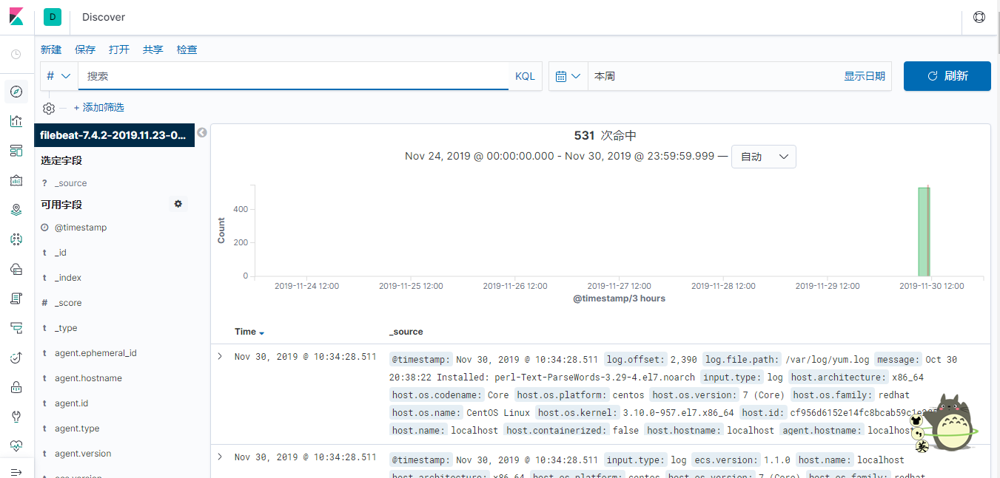 D Discover
新建 保存 打开 共享 检查
# 搜索 KQL 本周 显示日期 刷新
+ 添加筛选
filebeat-7.4.2-2019.11.23-0...
选定字段
? _source
可用字段
@timestamp
t _id
t _index
# _score
t _type
t agent.ephemeral_id
t agent.hostname
t agent.id
t agent.type
t agent.version
531 次命中
Nov 24, 2019 @ 00:00:00.000 - Nov 30, 2019 @ 23:59:59.999 — 自动
Count
400
200
0
2019-11-24 12:00 2019-11-25 12:00 2019-11-26 12:00 2019-11-27 12:00 2019-11-28 12:00 2019-11-29 12:00 2019-11-30 12:00
@timestamp/3 hours
Time _source
Nov 30, 2019 @ 10:34:28.511 @timestamp: Nov 30, 2019 @ 10:34:28.511 log.offset: 2,390 log.file.path: /var/log/yum.log message: Oct 30
20:38:22 Installed: perl-Text-ParseWords-3.29-4.el7.noarch input.type: log host.architecture: x86_64
host.os.codename: Core host.os.platform: centos host.os.version: 7 (Core) host.os.family: redhat
host.os.name: CentOS Linux host.os.kernel: 3.10.0-957.el7.x86_64 host.id:
host.name: localhost host.containerized: false host.hostname: localhost agent.hostname: localhost
Nov 30, 2019 @ 10:34:28.511 @timestamp: Nov 30, 2019 @ 10:34:28.511 input.type: log ecs.version: 1.1.0 host.name: localhost
host.architecture: x86_64 host.os.platform: centos host.os.version: 7 (Core) host.os.family: redhat
英